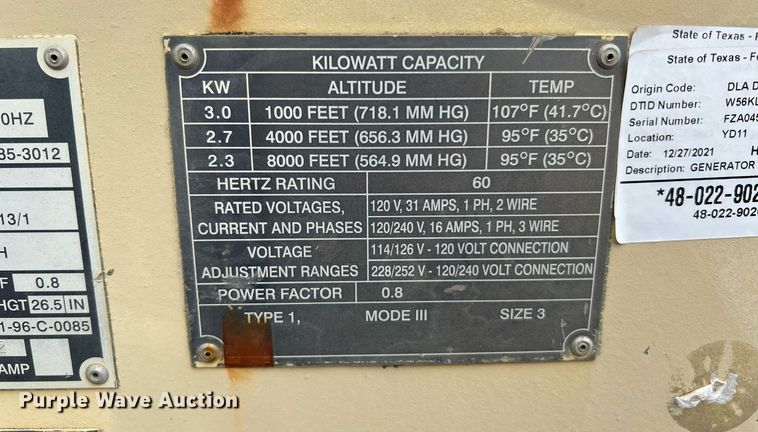 KILOWATT CAPACITY
KW ALTITUDE TEMP
3.0 1000 FEET (718.1 MM HG) 107°F (41.7°C)
2.7 4000 FEET (656.3 MM HG) 95°F (35°C)
2.3 8000 FEET (564.9 MM HG) 95°F (35°C)
HERTZ RATING 60
RATED VOLTAGES, CURRENT AND PHASES
120 V, 31 AMPS, 1 PH, 2 WIRE
120/240 V, 16 AMPS, 1 PH, 3 WIRE
VOLTAGE ADJUSTMENT RANGES
114/126 V - 120 VOLT CONNECTION
228/252 V - 120/240 VOLT CONNECTION
POWER FACTOR 0.8
TYPE 1, MODE III SIZE 3
0HZ
85-3012
13/1
H
F 0.8
HGT 26.5 IN
1-96-C-0085
2
AMP
State of Texas - F
State of Texas - Fe
Origin Code: DLA D
DTID Number: W56KL
Serial Number: FZA045
Location: YD11
Date: 12/27/2021 H
Description: GENERATOR
*48-022-902
48-022-902
Purple Wave Auction